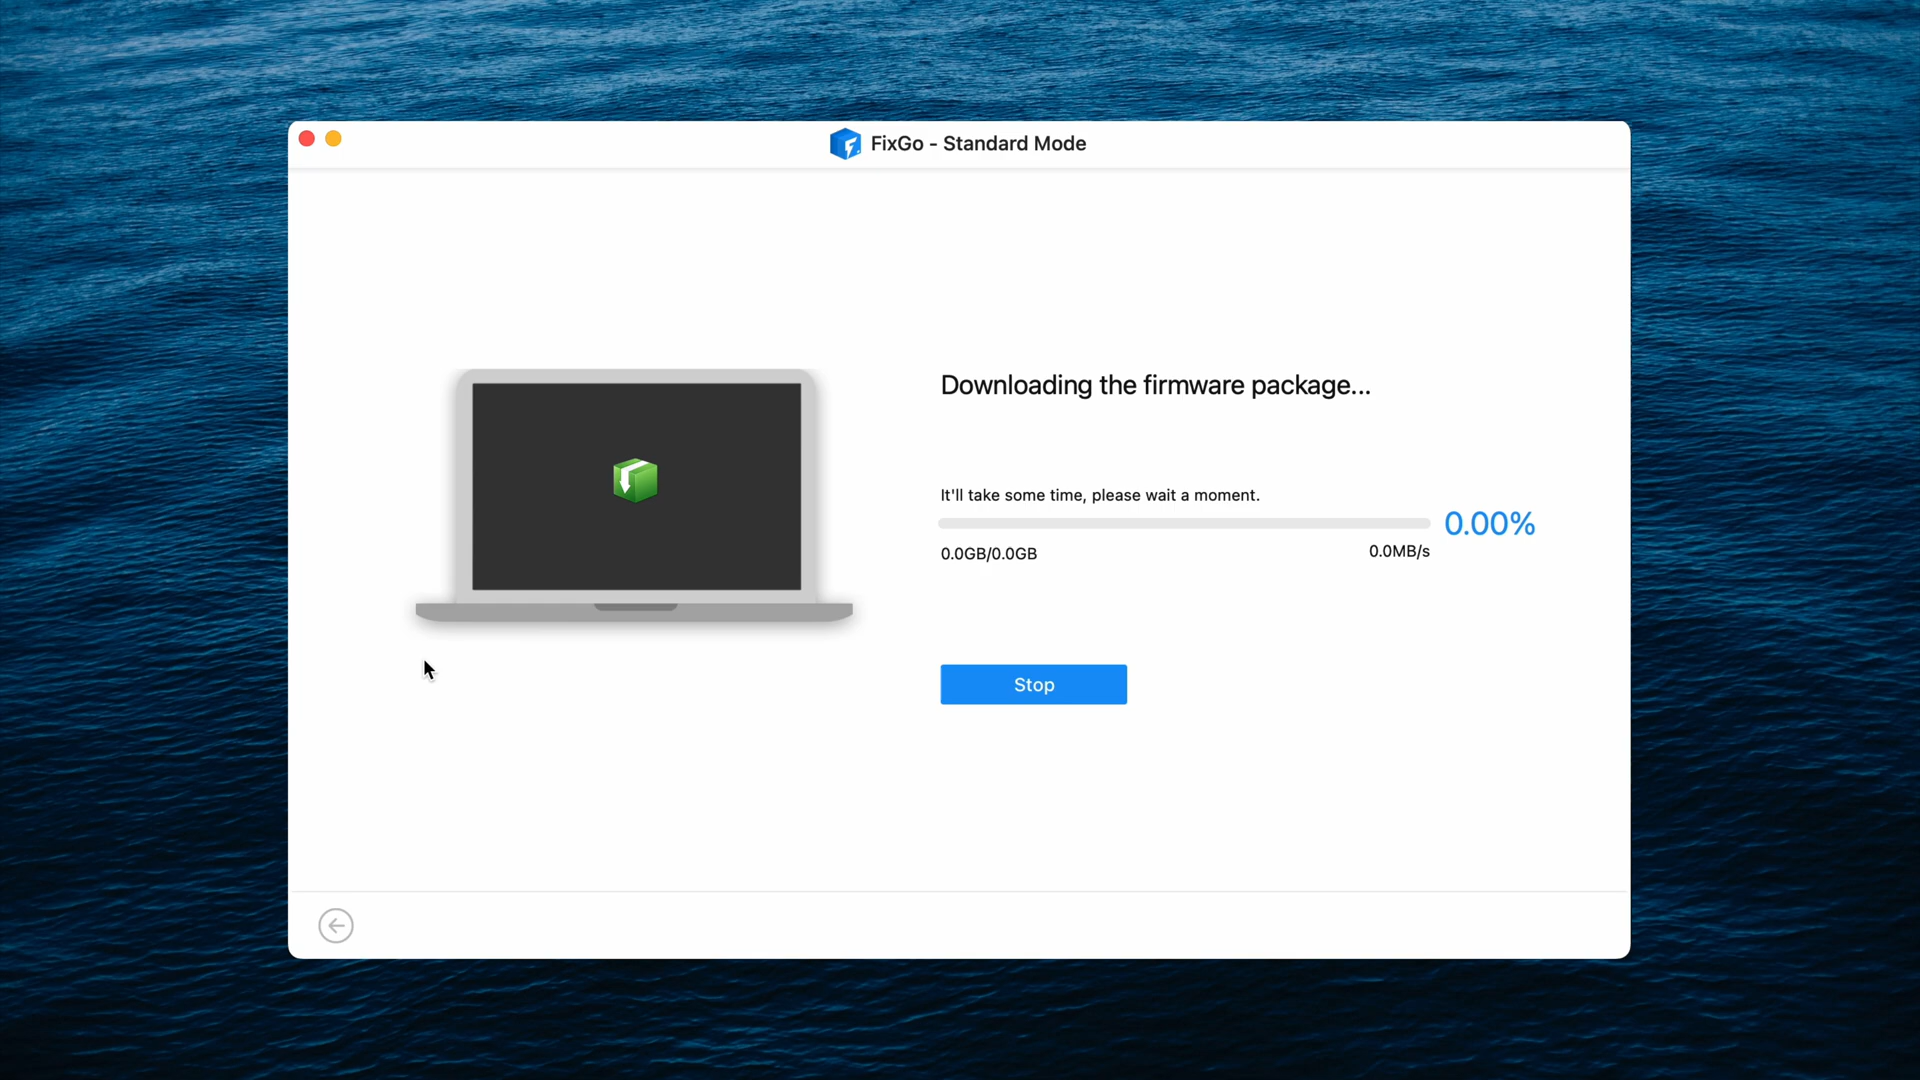 FixGo - Standard Mode
Downloading the firmware package...
It'll take some time, please wait a moment.
0.00%
0.0GB/0.0GB
0.0MB/s
Stop